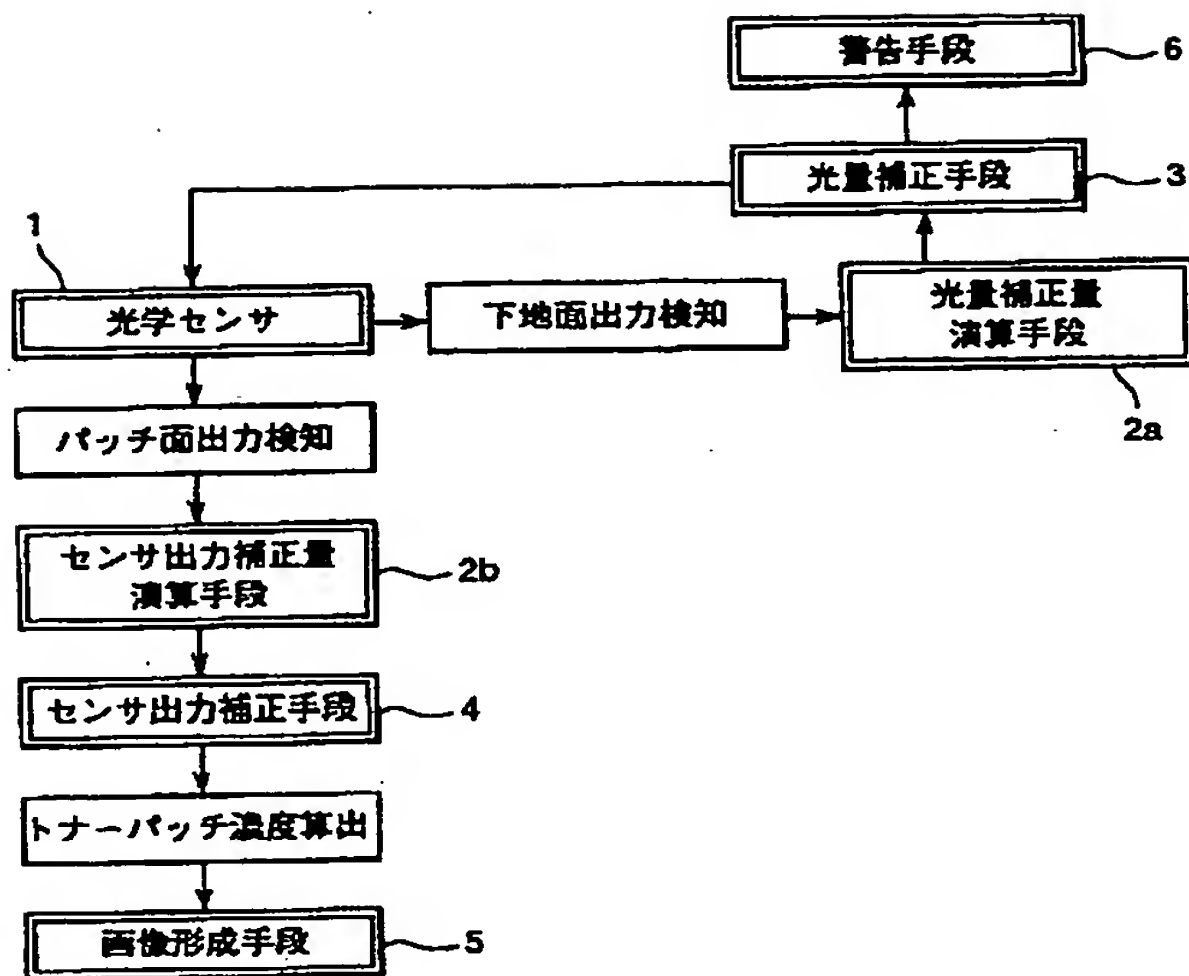 警告手段
6
光量補正手段
3
1
光学センサ
下地面出力検知
光量補正量
演算手段
2a
パッチ面出力検知
センサ出力補正量
演算手段
2b
センサ出力補正手段
4
トナーパッチ濃度算出
画像形成手段
5